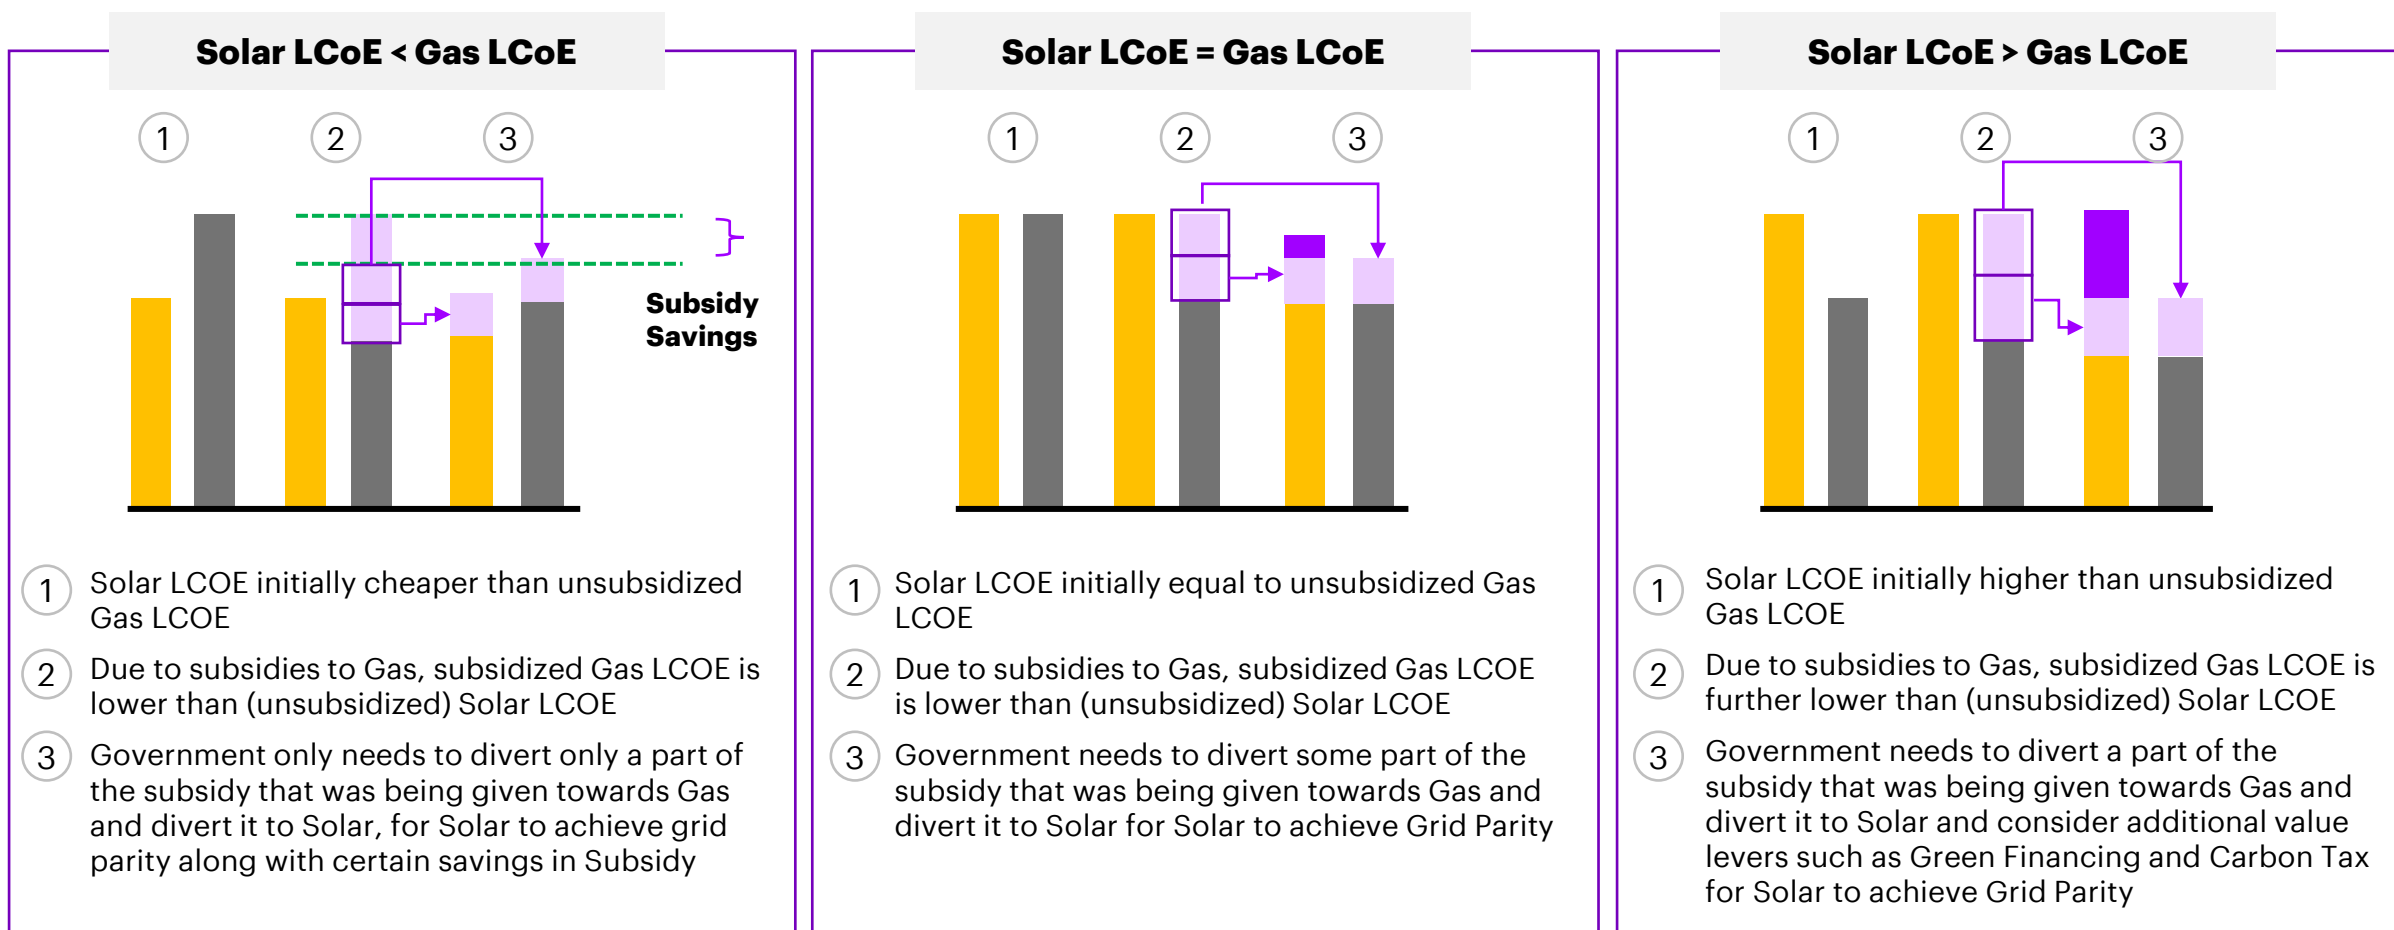 Solar LCoE < Gas LCoE
1
2
3
Subsidy
Savings
1
Solar LCOE initially cheaper than unsubsidized
Gas LCOE
2
Due to subsidies to Gas, subsidized Gas LCOE is
lower than (unsubsidized) Solar LCOE
3
Government only needs to divert only a part of
the subsidy that was being given towards Gas
and divert it to Solar, for Solar to achieve grid
parity along with certain savings in Subsidy
Solar LCoE = Gas LCoE
1
2
3
1
Solar LCOE initially equal to unsubsidized Gas
LCOE
2
Due to subsidies to Gas, subsidized Gas LCOE
is lower than (unsubsidized) Solar LCOE
3
Government needs to divert some part of the
subsidy that was being given towards Gas and
divert it to Solar for Solar to achieve Grid Parity
Solar LCoE > Gas LCoE
1
2
3
1
Solar LCOE initially higher than unsubsidized
Gas LCOE
2
Due to subsidies to Gas, subsidized Gas LCOE is
further lower than (unsubsidized) Solar LCOE
3
Government needs to divert a part of the
subsidy that was being given towards Gas and
divert it to Solar and consider additional value
levers such as Green Financing and Carbon Tax
for Solar to achieve Grid Parity